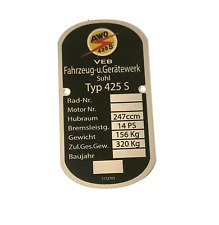 AWO
425 S
VEB
Fahrzeug-u.Gerätewerk
Suhl
Typ 425 S
Rad-Nr.
Motor Nr.
Hubraum 247ccm
Bremsleistg. 14 PS
Gewicht 156 Kg
Zul.Ges.Gew. 320 Kg
Baujahr